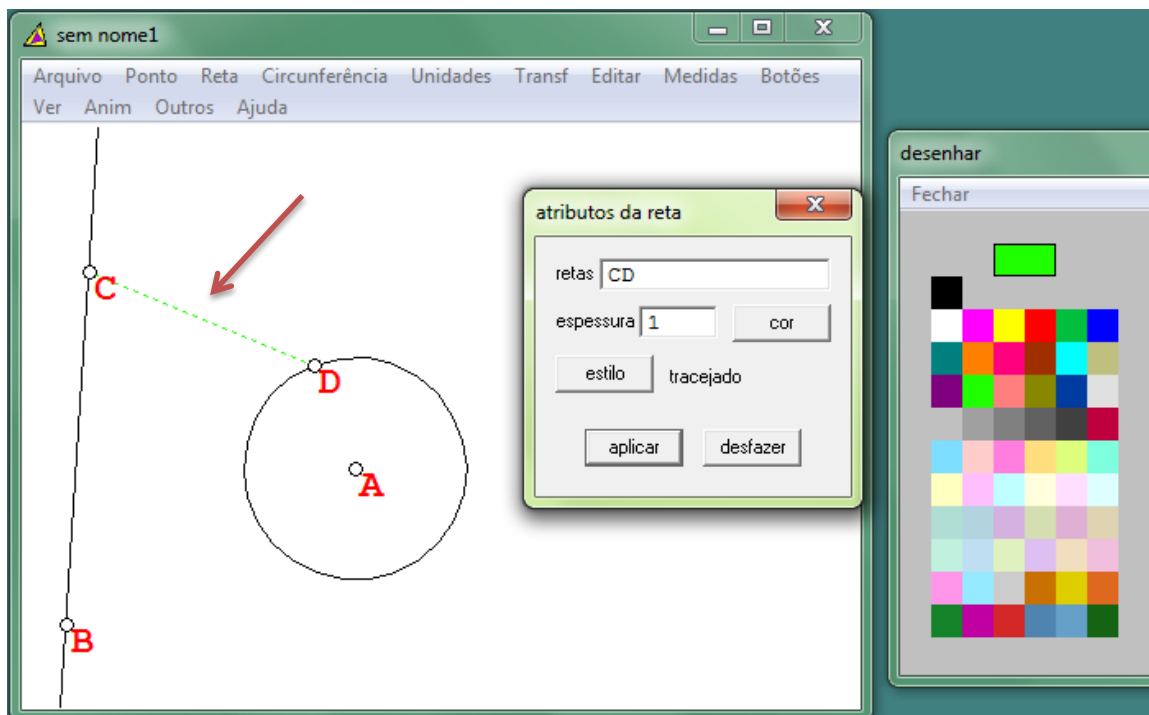 sem nome1
Arquivo Ponto Reta Circunferência Unidades Transf Editar Medidas Botões
Ver Anim Outros Ajuda
C
D
A
B
atributos da reta
retas CD
espessura 1 cor
estilo tracejado
aplicar desfazer
desenhar
Fechar